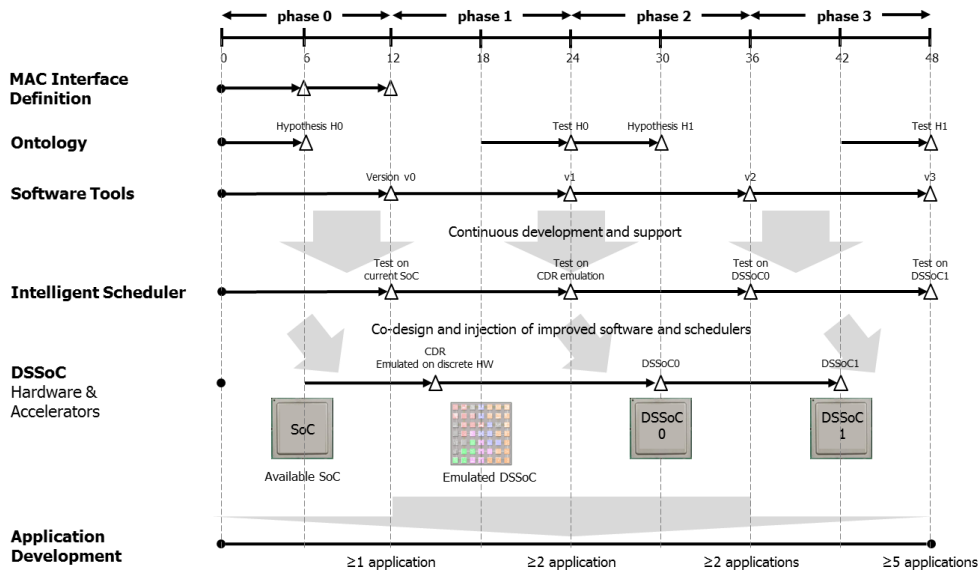 phase 0
phase 1
phase 2
phase 3
0
6
12
18
24
30
36
42
48
MAC Interface
Definition
Ontology
Hypothesis H0
Test H0
Hypothesis H1
Test H1
Software Tools
Version v0
v1
v2
v3
Continuous development and support
Intelligent Scheduler
Test on
current SoC
Test on
CDR emulation
Test on
DSSoC0
Test on
DSSoC1
Co-design and injection of improved software and schedulers
DSSoC
Hardware &
Accelerators
CDR
Emulated on discrete HW
DSSoC0
DSSoC1
SoC
DSSoC
0
DSSoC
1
Available SoC
Emulated DSSoC
Application
Development
≥1 application
≥2 application
≥2 applications
≥5 applications